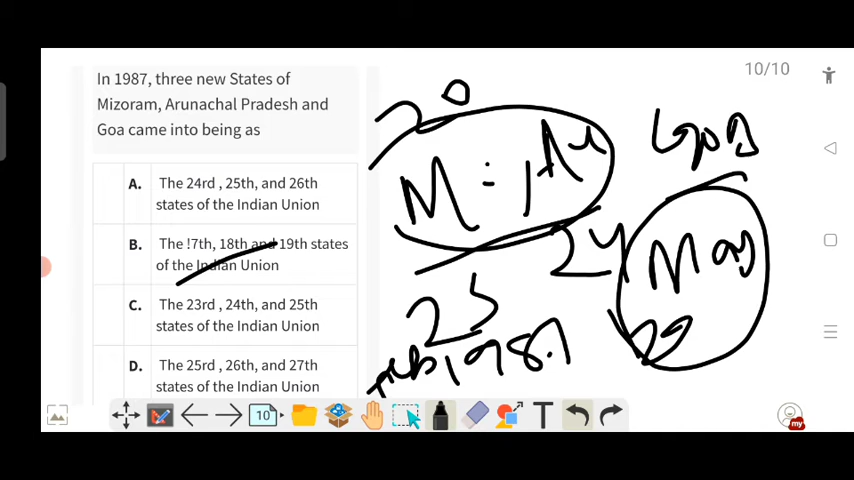 10/10
In 1987, three new States of
Mizoram, Arunachal Pradesh and
Goa came into being as
A. The 24rd , 25th, and 26th
states of the Indian Union
B. The !7th, 18th and 19th states
of the Indian Union
C. The 23rd , 24th, and 25th
states of the Indian Union
D. The 25rd , 26th, and 27th
states of the Indian Union
20
Goa
24
May
23
Feb 1987
10
T
my